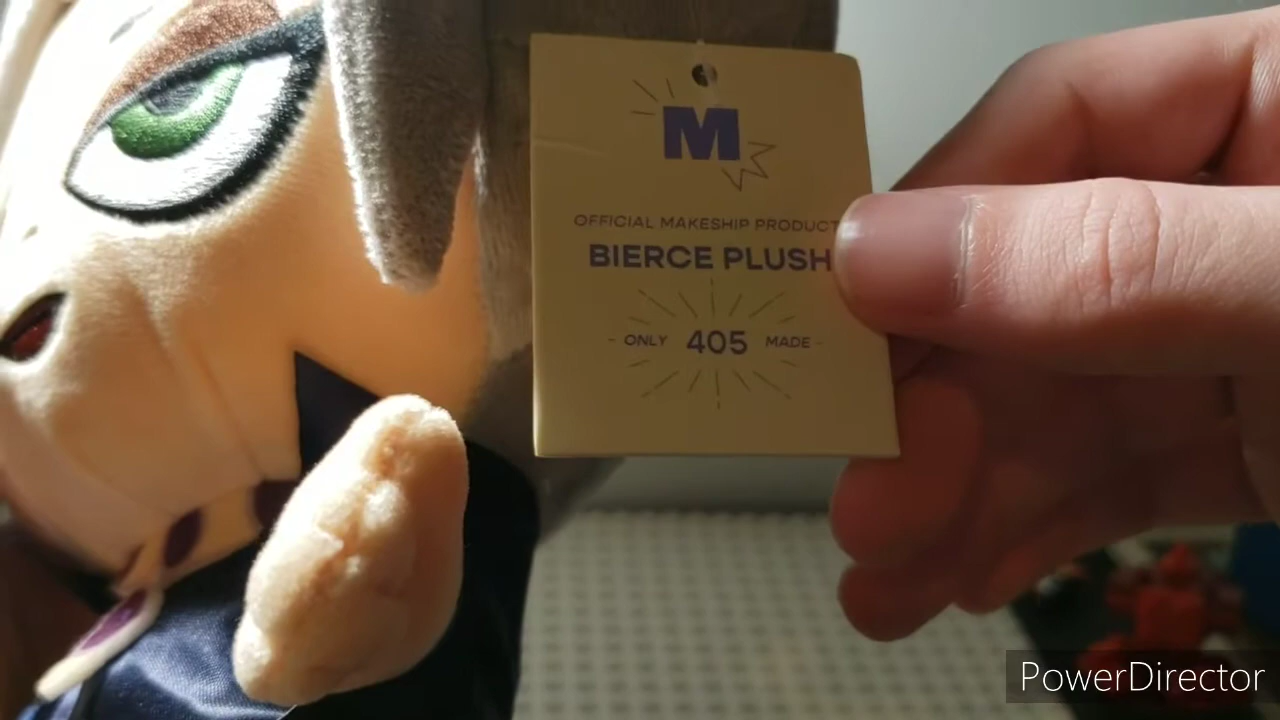 M
OFFICIAL MAKESHIP PRODUCT
BIERCE PLUSH
- ONLY 405 MADE -
PowerDirector